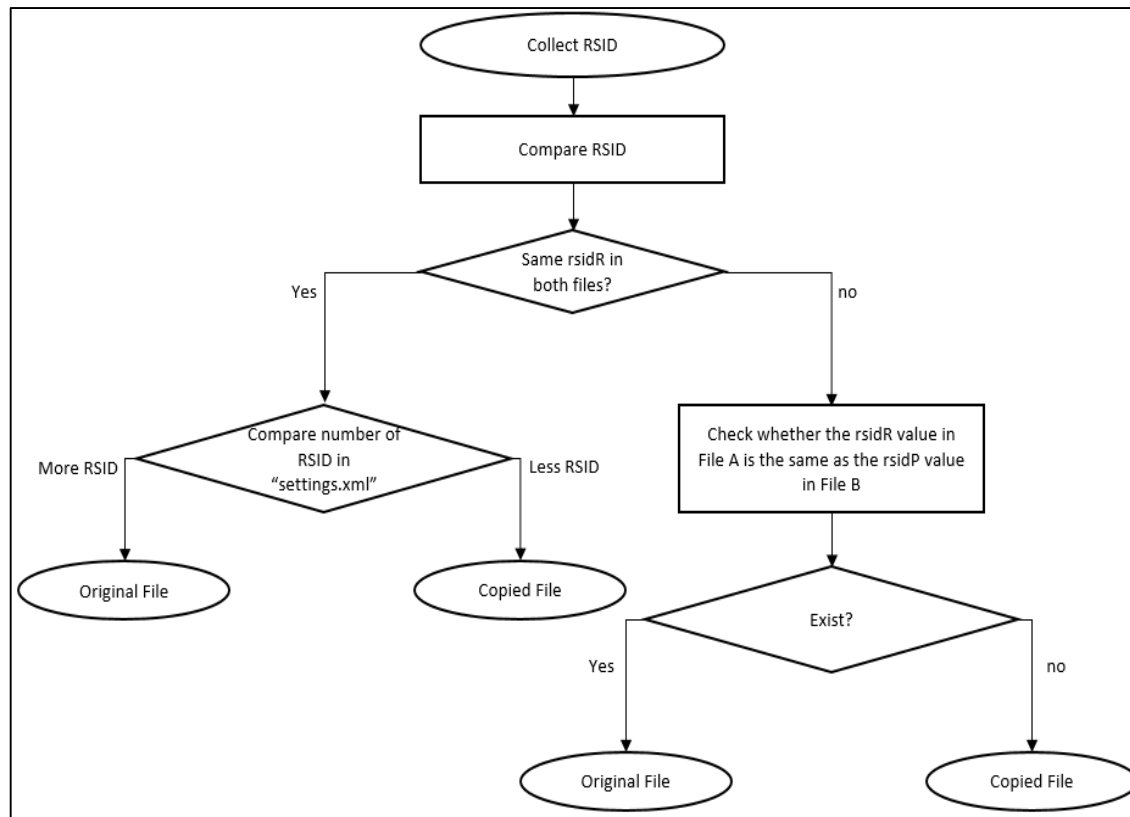 Collect RSID
Compare RSID
Same rsidR in
both files?
Yes
no
Compare number of
RSID in
“settings.xml”
More RSID
Less RSID
Check whether the rsidR value in
File A is the same as the rsidP value
in File B
Original File
Copied File
Exist?
Yes
no
Original File
Copied File